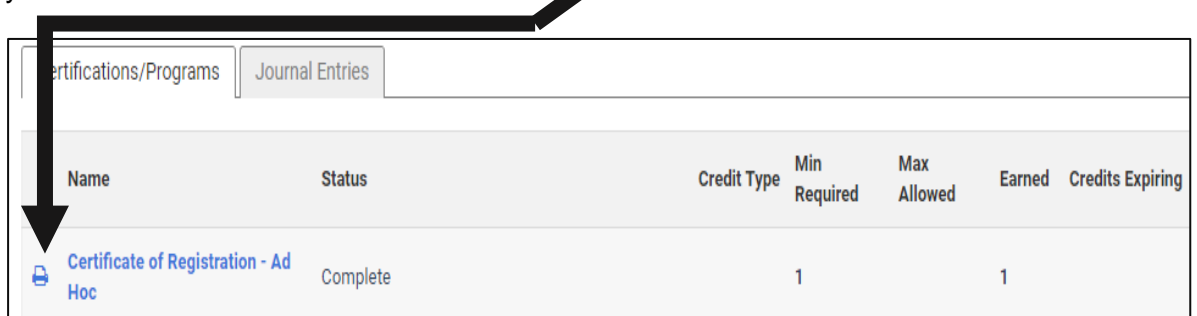 y
ertifications/Programs Journal Entries
Name Status Credit Type Min Required Max Allowed Earned Credits Expiring
Certificate of Registration - Ad Hoc Complete 1 1